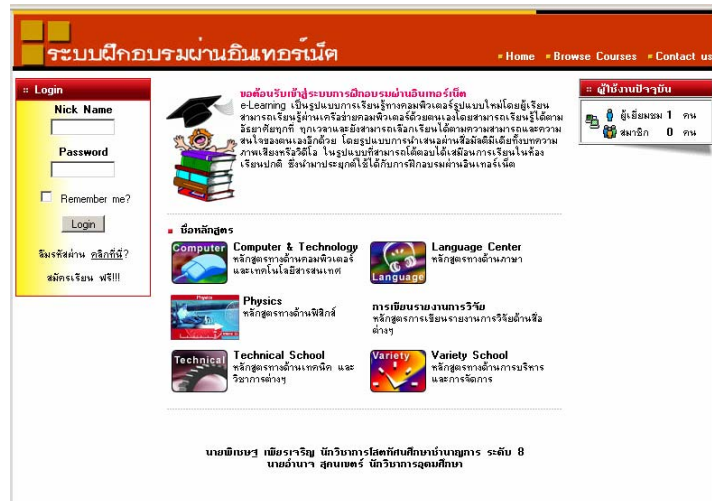 ระบบฝึกอบรมผ่านอินเทอร์เน็ต
Home Browse Courses Contact us
Login
Nick Name
Password
Remember me?
Login
ลืมรหัสผ่าน คลิกที่นี่?
สมัครเรียน ฟรี!!!
ขอต้อนรับเข้าสู่ระบบการฝึกอบรมผ่านอินเทอร์เน็ต
e-Learning เป็นรูปแบบการเรียนรู้ทางคอมพิวเตอร์รูปแบบใหม่โดยผู้เรียน
สามารถเรียนรู้ผ่านเครือข่ายคอมพิวเตอร์ด้วยตนเองโดยสามารถเรียนรู้ได้ตาม
อัธยาศัยทุกที่ ทุกเวลาและยังสามารถเลือกเรียนได้ตามความสามารถและความ
สนใจของตนเองอีกด้วย โดยรูปแบบการนำเสนอผ่านสื่อมัลติมีเดียทั้งบทความ
ภาพเสียงหรือวิดีโอ ในรูปแบบที่สามารถโต้ตอบได้เสมือนการเรียนในห้อง
เรียนปกติ ซึ่งนำมาประยุกต์ใช้ได้กับการฝึกอบรมผ่านอินเทอร์เน็ต
ผู้ใช้งานปัจจุบัน
ผู้เยี่ยมชม 1 คน
สมาชิก 0 คน
ชื่อหลักสูตร
Computer
Computer & Technology
หลักสูตรทางด้านคอมพิวเตอร์
และเทคโนโลยีสารสนเทศ
Language
Language Center
หลักสูตรทางด้านภาษา
Physics
Physics
หลักสูตรทางด้านฟิสิกส์
การเขียนรายงานการวิจัย
หลักสูตรการเขียนรายงานการวิจัยด้านสื่อ
ต่างๆ
Technical
Technical School
หลักสูตรทางด้านเทคนิค และ
วิชาการต่างๆ
Variety
Variety School
หลักสูตรทางด้านการบริหาร
และการจัดการ
นายพิเชษฐ เพียรเจริญ นักวิชาการโสตทัศนศึกษาชำนาญการ ระดับ 8
นายอำนาจ สุคนเขตร์ นักวิชาการอุดมศึกษา